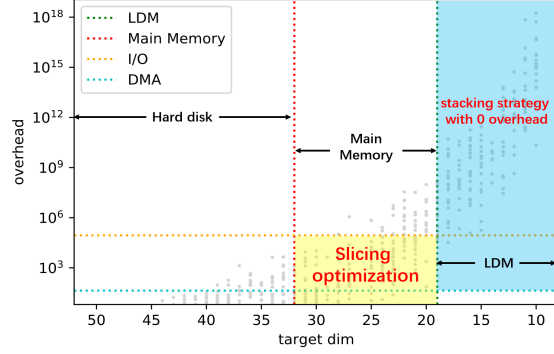 10^18
10^15
10^12
10^9
10^6
10^3
overhead
LDM
Main Memory
I/O
DMA
Hard disk
Main
Memory
stacking strategy
with 0 overhead
Slicing
optimization
LDM
50 45 40 35 30 25 20 15 10
target dim